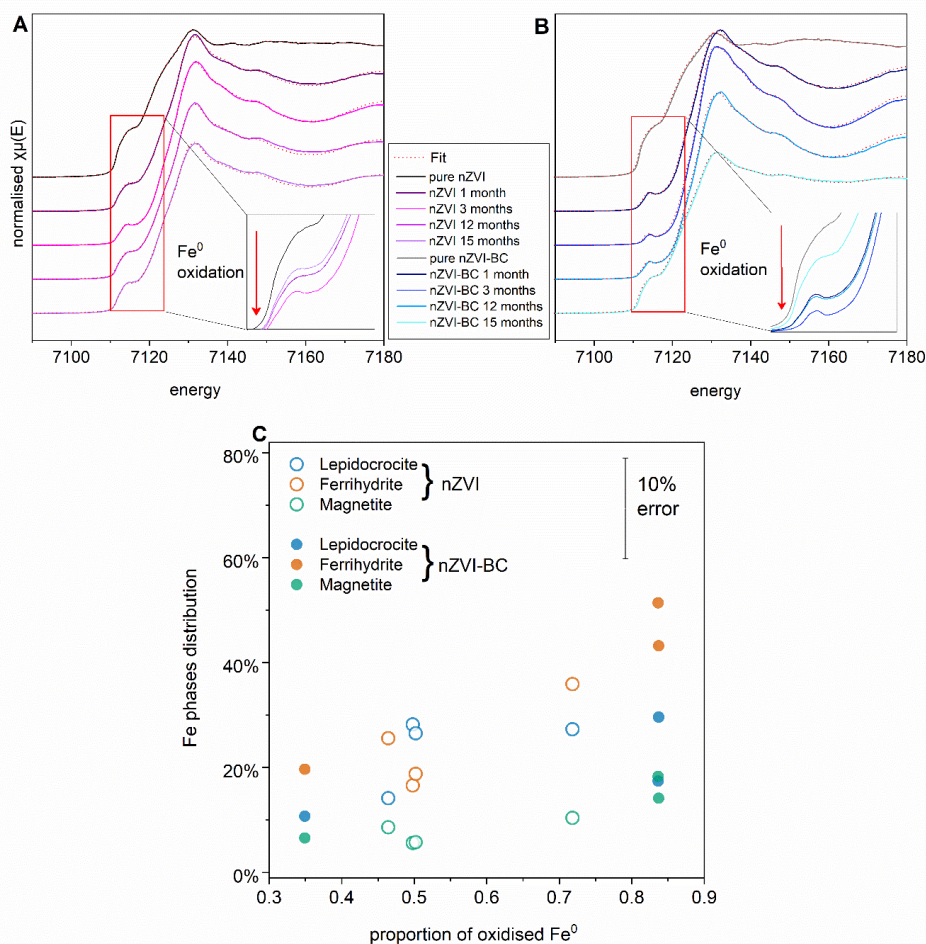 A
normalised χμ(E)
Fe⁰
oxidation
7100 7120 7140 7160 7180
energy
Fit
pure nZVI
nZVI 1 month
nZVI 3 months
nZVI 12 months
nZVI 15 months
pure nZVI-BC
nZVI-BC 1 month
nZVI-BC 3 months
nZVI-BC 12 months
nZVI-BC 15 months
B
Fe⁰
oxidation
7100 7120 7140 7160 7180
energy
C
Fe phases distribution
80%
60%
40%
20%
0%
Lepidocrocite
Ferrihydrite } nZVI
Magnetite
Lepidocrocite
Ferrihydrite } nZVI-BC
Magnetite
10%
error
0.3 0.4 0.5 0.6 0.7 0.8 0.9
proportion of oxidised Fe⁰